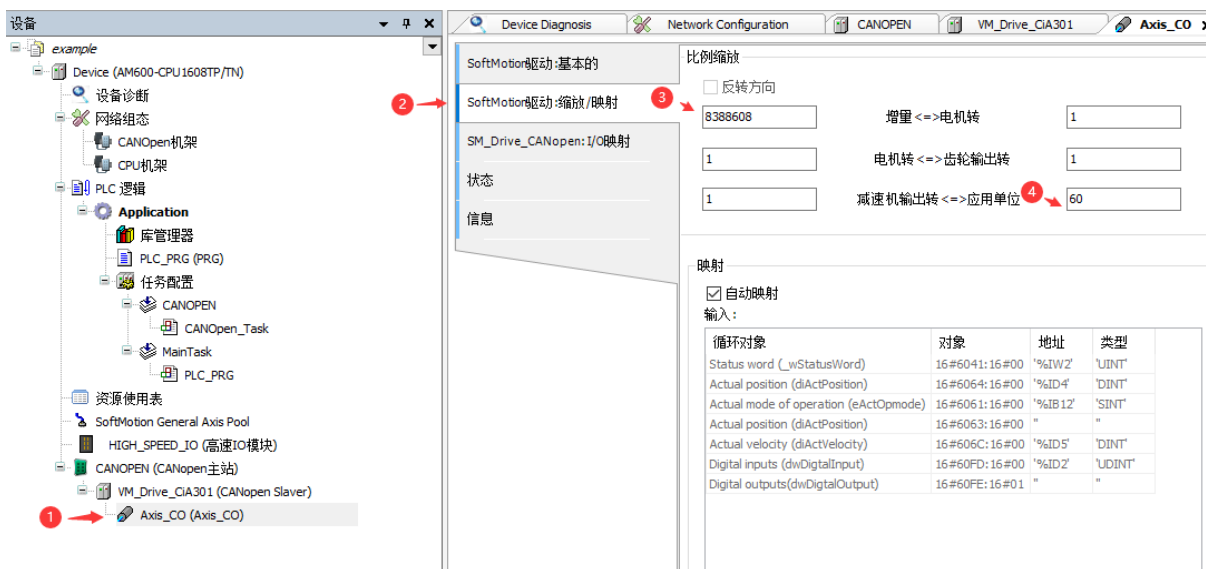 设备
example
Device (AM600-CPU1608TP/TN)
设备诊断
网络组态
CANOpen机架
CPU机架
PLC 逻辑
Application
库管理器
PLC_PRG (PRG)
任务配置
CANOPEN
CANOpen_Task
MainTask
PLC_PRG
资源使用表
SoftMotion General Axis Pool
HIGH_SPEED_IO (高速IO模块)
CANOPEN (CANopen主站)
VM_Drive_CiA301 (CANopen Slaver)
1
Axis_CO (Axis_CO)
Device Diagnosis
Network Configuration
CANOPEN
VM_Drive_CiA301
Axis_CO
SoftMotion驱动:基本的
2
SoftMotion驱动:缩放/映射
SM_Drive_CANopen:I/O映射
状态
信息
比例缩放
反转方向
3
8388608 增量 <=>电机转 1
1 电机转 <=>齿轮输出转 1
1 减速机输出转 <=>应用单位 4 60
映射
自动映射
输入:
循环对象 对象 地址 类型
Status word (_wStatusWord) 16#6041:16#00 '%IW2' 'UINT'
Actual position (diActPosition) 16#6064:16#00 '%ID4' 'DINT'
Actual mode of operation (eActOpmode) 16#6061:16#00 '%IB12' 'SINT'
Actual position (diActPosition) 16#6063:16#00 '' ''
Actual velocity (diActVelocity) 16#606C:16#00 '%ID5' 'DINT'
Digital inputs (dwDigtalInput) 16#60FD:16#00 '%ID2' 'UDINT'
Digital outputs(dwDigtalOutput) 16#60FE:16#01 '' ''